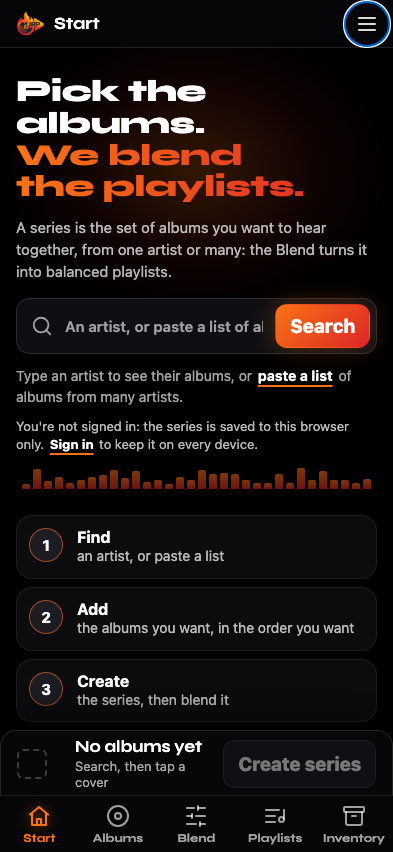 Start
Pick the
albums.
We blend
the playlists.
A series is the set of albums you want to hear
together, from one artist or many: the Blend turns it
into balanced playlists.
An artist, or paste a list of al
Search
Type an artist to see their albums, or paste a list of
albums from many artists.
You're not signed in: the series is saved to this browser
only. Sign in to keep it on every device.
1
Find
an artist, or paste a list
2
Add
the albums you want, in the order you want
3
Create
the series, then blend it
No albums yet
Search, then tap a
cover
Create series
Start
Albums
Blend
Playlists
Inventory